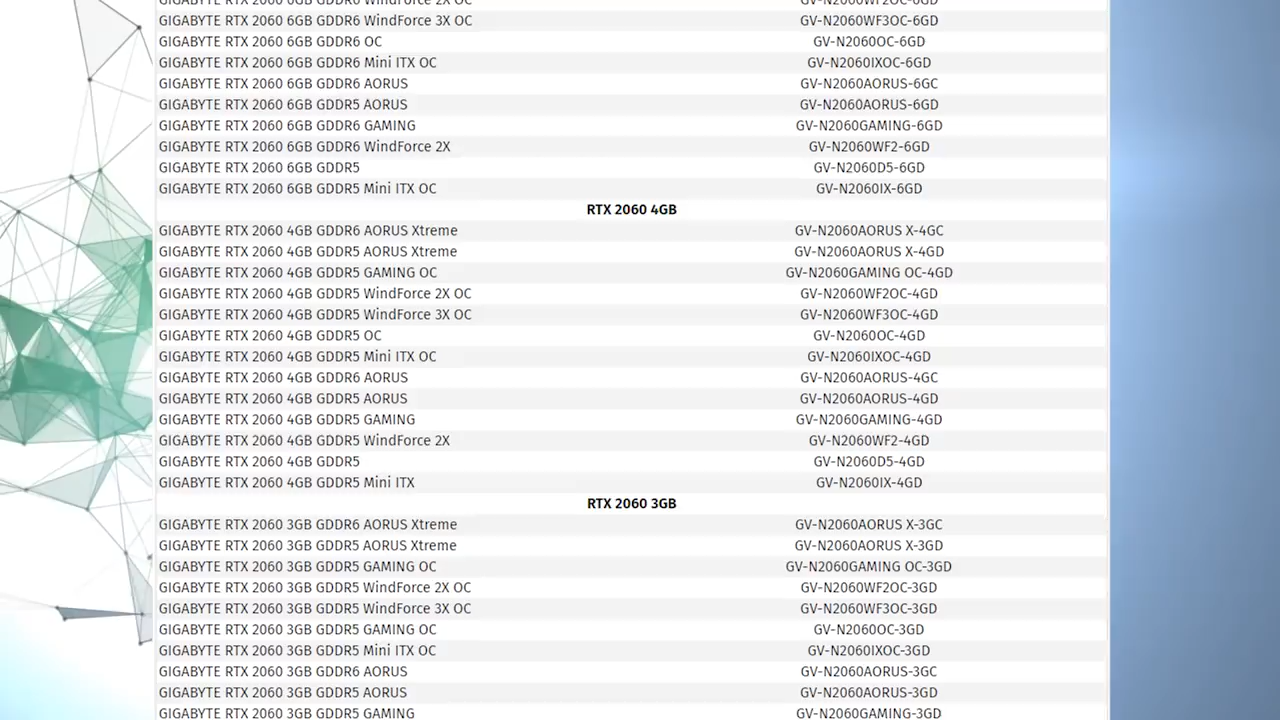 GIGABYTE RTX 2060 6GB GDDR6 WindForce 2X OC GV-N2060WF2OC-6GD
GIGABYTE RTX 2060 6GB GDDR6 WindForce 3X OC GV-N2060WF3OC-6GD
GIGABYTE RTX 2060 6GB GDDR6 OC GV-N2060OC-6GD
GIGABYTE RTX 2060 6GB GDDR6 Mini ITX OC GV-N2060IXOC-6GD
GIGABYTE RTX 2060 6GB GDDR6 AORUS GV-N2060AORUS-6GC
GIGABYTE RTX 2060 6GB GDDR5 AORUS GV-N2060AORUS-6GD
GIGABYTE RTX 2060 6GB GDDR6 GAMING GV-N2060GAMING-6GD
GIGABYTE RTX 2060 6GB GDDR6 WindForce 2X GV-N2060WF2-6GD
GIGABYTE RTX 2060 6GB GDDR5 GV-N2060D5-6GD
GIGABYTE RTX 2060 6GB GDDR5 Mini ITX OC GV-N2060IX-6GD
RTX 2060 4GB
GIGABYTE RTX 2060 4GB GDDR6 AORUS Xtreme GV-N2060AORUS X-4GC
GIGABYTE RTX 2060 4GB GDDR5 AORUS Xtreme GV-N2060AORUS X-4GD
GIGABYTE RTX 2060 4GB GDDR5 GAMING OC GV-N2060GAMING OC-4GD
GIGABYTE RTX 2060 4GB GDDR5 WindForce 2X OC GV-N2060WF2OC-4GD
GIGABYTE RTX 2060 4GB GDDR5 WindForce 3X OC GV-N2060WF3OC-4GD
GIGABYTE RTX 2060 4GB GDDR5 OC GV-N2060OC-4GD
GIGABYTE RTX 2060 4GB GDDR5 Mini ITX OC GV-N2060IXOC-4GD
GIGABYTE RTX 2060 4GB GDDR6 AORUS GV-N2060AORUS-4GC
GIGABYTE RTX 2060 4GB GDDR5 AORUS GV-N2060AORUS-4GD
GIGABYTE RTX 2060 4GB GDDR5 GAMING GV-N2060GAMING-4GD
GIGABYTE RTX 2060 4GB GDDR5 WindForce 2X GV-N2060WF2-4GD
GIGABYTE RTX 2060 4GB GDDR5 GV-N2060D5-4GD
GIGABYTE RTX 2060 4GB GDDR5 Mini ITX GV-N2060IX-4GD
RTX 2060 3GB
GIGABYTE RTX 2060 3GB GDDR6 AORUS Xtreme GV-N2060AORUS X-3GC
GIGABYTE RTX 2060 3GB GDDR5 AORUS Xtreme GV-N2060AORUS X-3GD
GIGABYTE RTX 2060 3GB GDDR5 GAMING OC GV-N2060GAMING OC-3GD
GIGABYTE RTX 2060 3GB GDDR5 WindForce 2X OC GV-N2060WF2OC-3GD
GIGABYTE RTX 2060 3GB GDDR5 WindForce 3X OC GV-N2060WF3OC-3GD
GIGABYTE RTX 2060 3GB GDDR5 GAMING OC GV-N2060OC-3GD
GIGABYTE RTX 2060 3GB GDDR5 Mini ITX OC GV-N2060IXOC-3GD
GIGABYTE RTX 2060 3GB GDDR6 AORUS GV-N2060AORUS-3GC
GIGABYTE RTX 2060 3GB GDDR5 AORUS GV-N2060AORUS-3GD
GIGABYTE RTX 2060 3GB GDDR5 GAMING GV-N2060GAMING-3GD